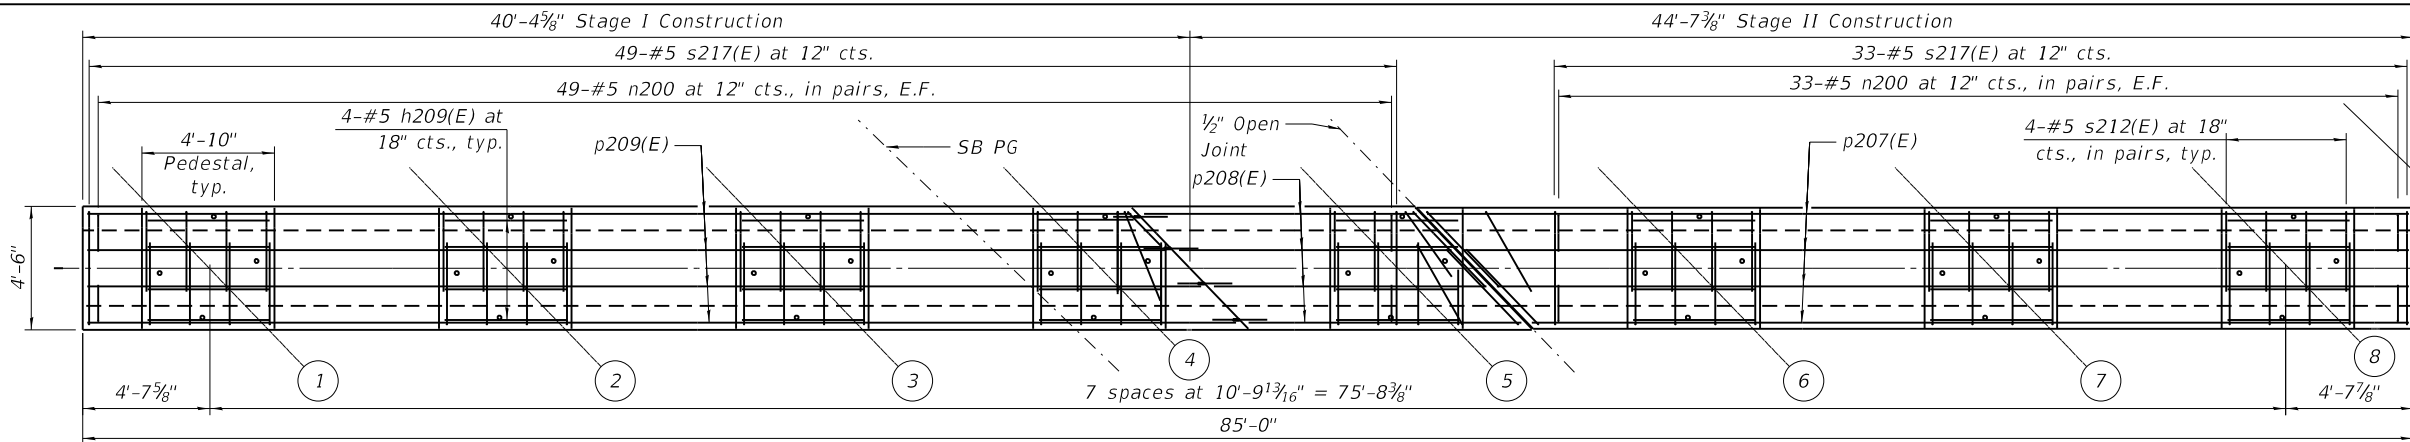 40'-4⅝" Stage I Construction
44'-7⅜" Stage II Construction
49-#5 s217(E) at 12" cts.
33-#5 s217(E) at 12" cts.
49-#5 n200 at 12" cts., in pairs, E.F.
33-#5 n200 at 12" cts., in pairs, E.F.
4-#5 h209(E) at
18" cts., typ.
4'-10"
Pedestal,
typ.
p209(E)
SB PG
½" Open
Joint
p208(E)
p207(E)
4-#5 s212(E) at 18"
cts., in pairs, typ.
4'-6"
1
2
3
4
5
6
7
8
4'-7⅝"
7 spaces at 10'-9¹³⁄₁₆" = 75'-8⅜"
4'-7⅞"
85'-0"